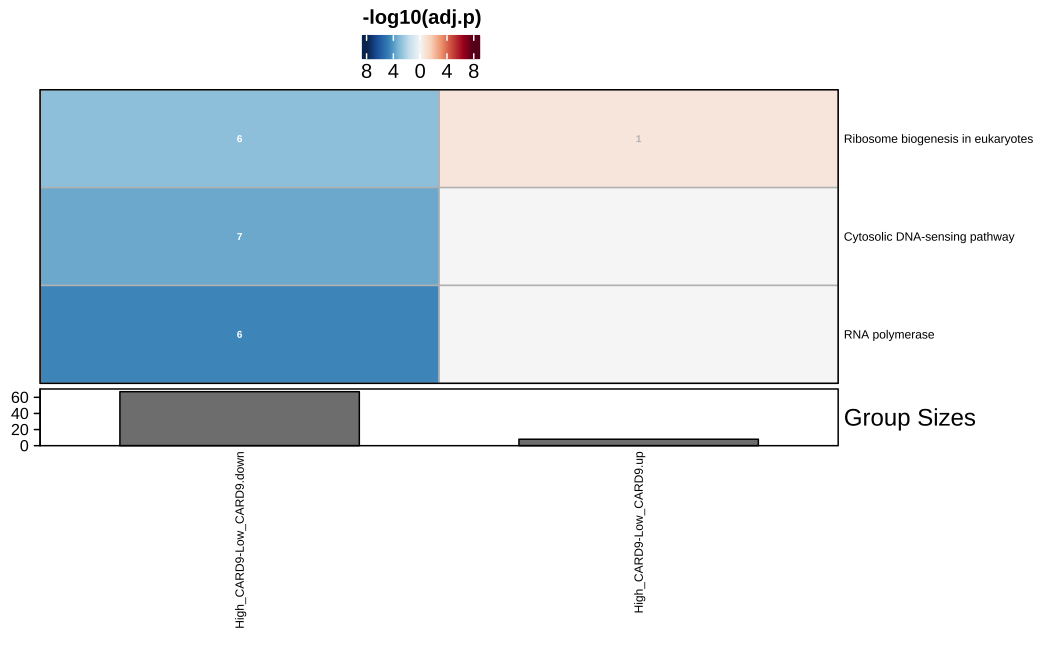 -log10(adj.p)
8 4 0 4 8
6 1 Ribosome biogenesis in eukaryotes
7 Cytosolic DNA-sensing pathway
6 RNA polymerase
60
40
20
0
Group Sizes
High_CARD9-Low_CARD9.down
High_CARD9-Low_CARD9.up